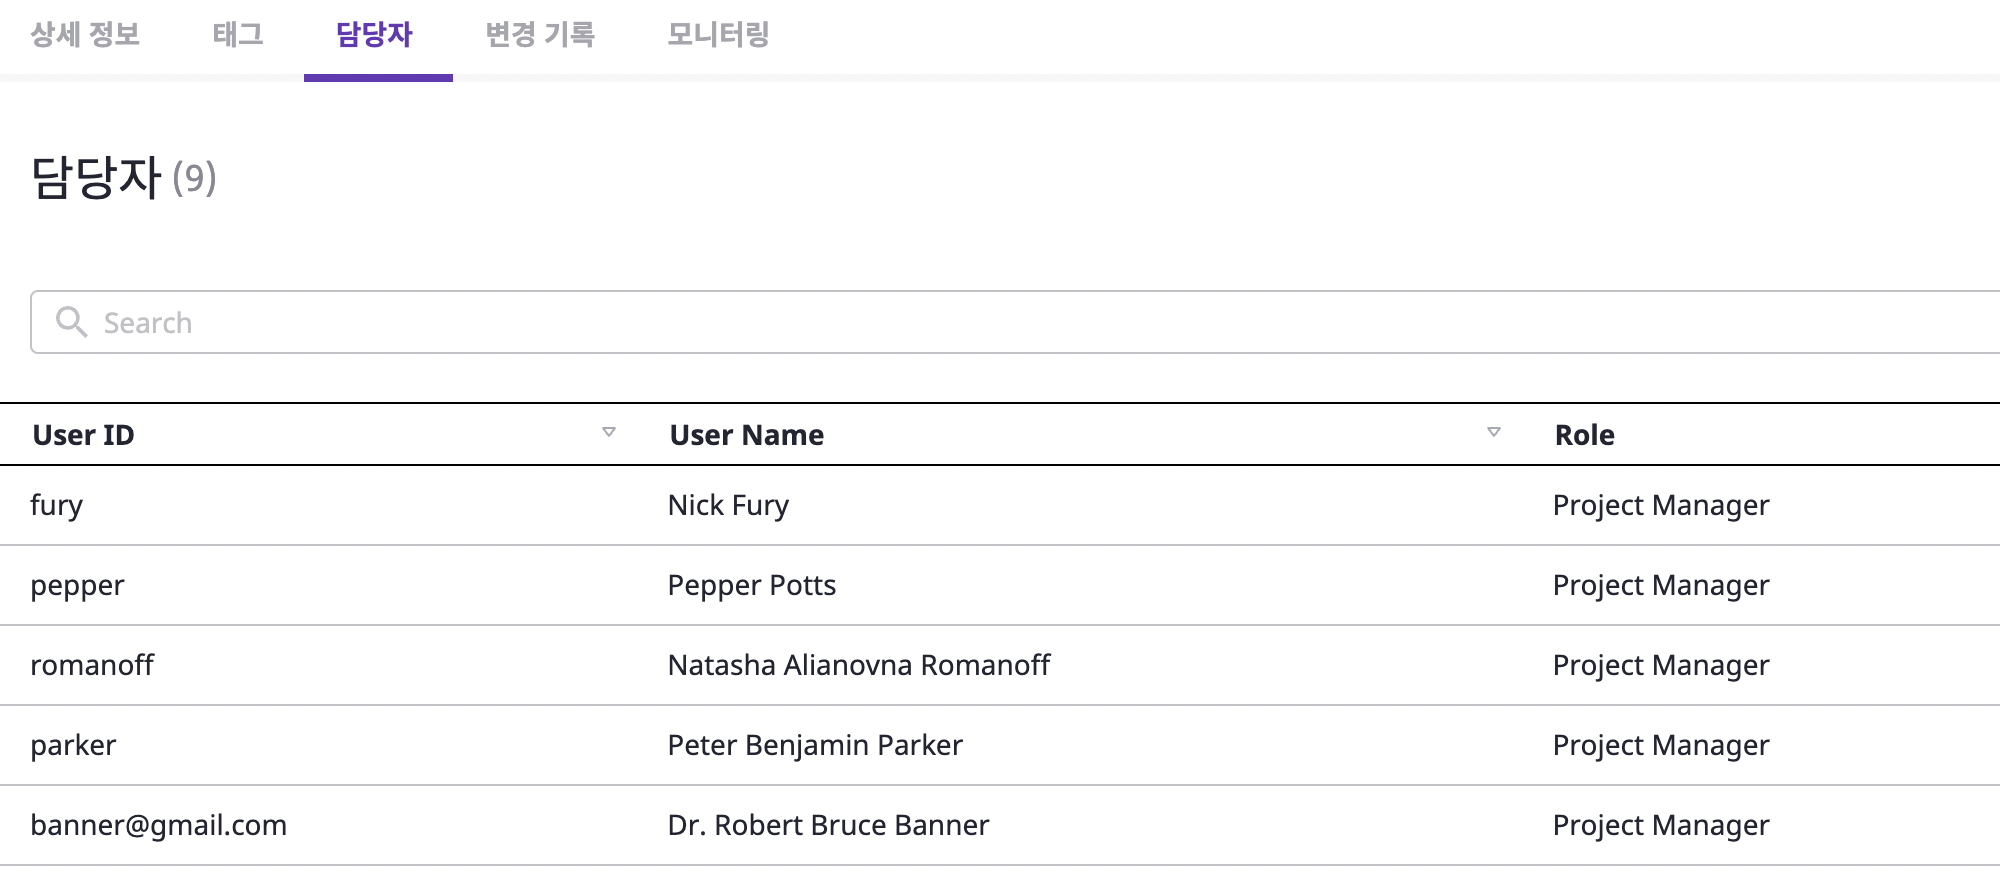 상세 정보 태그 담당자 변경 기록 모니터링
담당자 (9)
Search
User ID User Name Role
fury Nick Fury Project Manager
pepper Pepper Potts Project Manager
romanoff Natasha Alianovna Romanoff Project Manager
parker Peter Benjamin Parker Project Manager
banner@gmail.com Dr. Robert Bruce Banner Project Manager